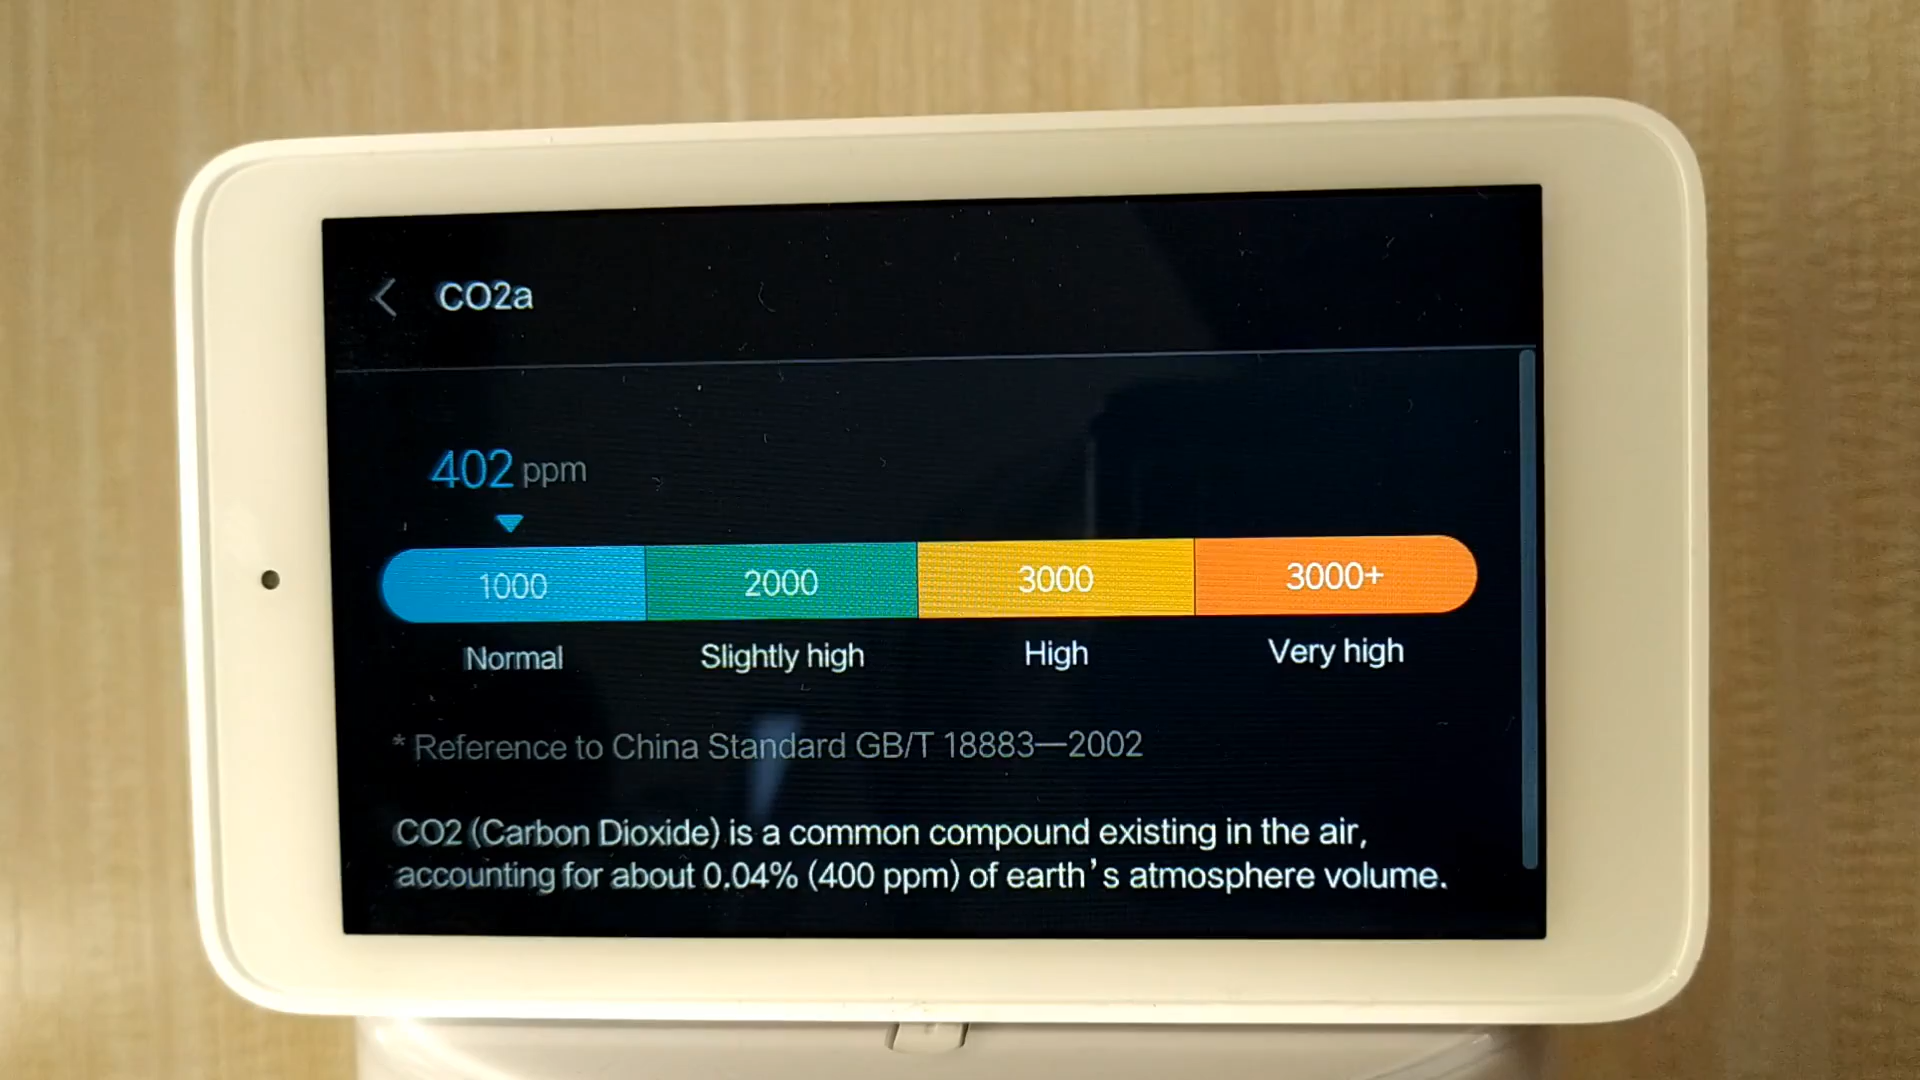 CO2a
402 ppm
1000 2000 3000 3000+
Normal Slightly high High Very high
* Reference to China Standard GB/T 18883—2002
CO2 (Carbon Dioxide) is a common compound existing in the air,
accounting for about 0.04% (400 ppm) of earth's atmosphere volume.